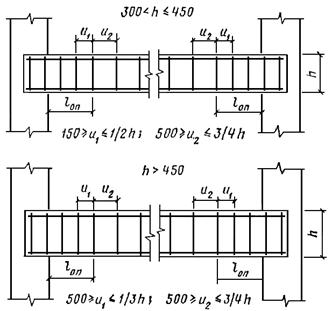 300 < h ≤ 450
u₁ u₂ u₂ u₁
h
lоп lоп
150 ≥ u₁ ≤ 1/2 h; 500 ≥ u₂ ≤ 3/4 h
h > 450
u₁ u₂ u₂ u₁
h
lоп lоп
500 ≥ u₁ ≤ 1/3 h; 500 ≥ u₂ ≤ 3/4 h